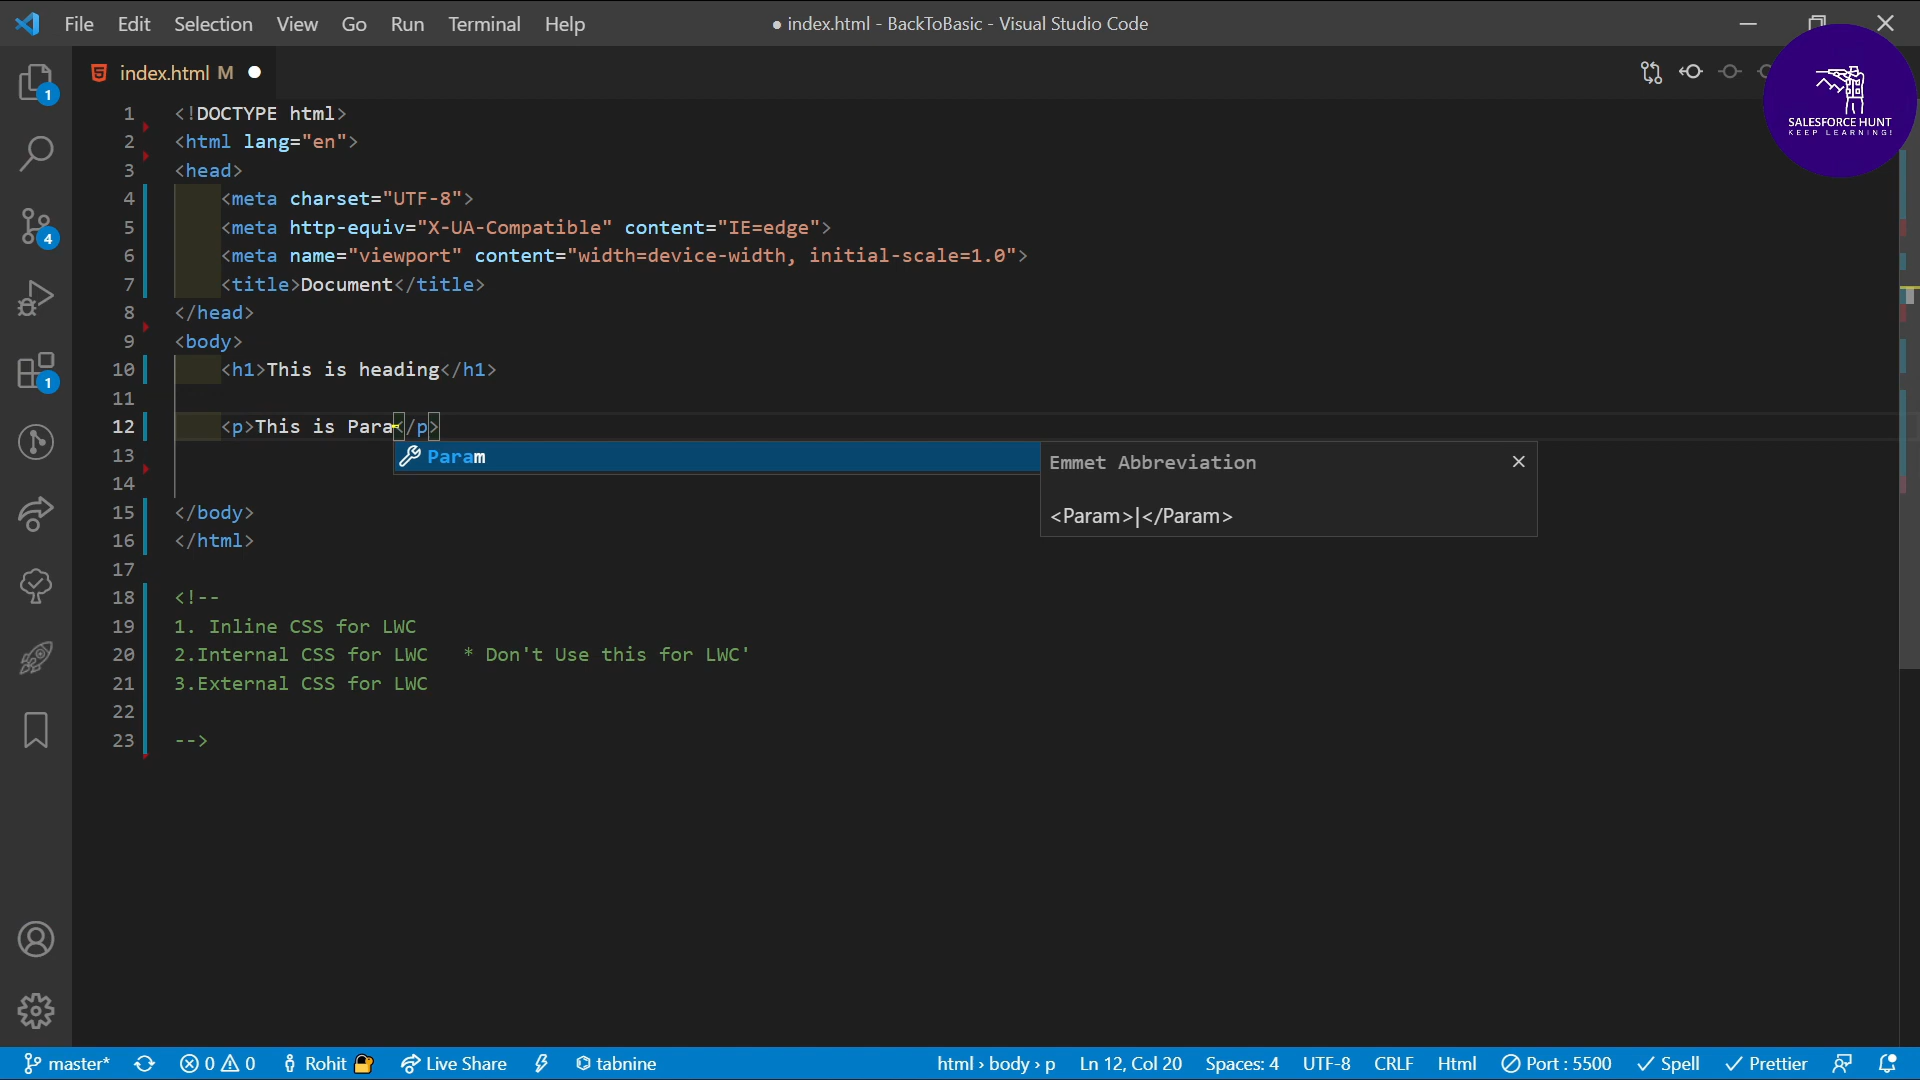 File Edit Selection View Go Run Terminal Help ● index.html - BackToBasic - Visual Studio Code
index.html M ●
SALESFORCE HUNT
KEEP LEARNING!
1
4
1
1 <!DOCTYPE html>
2 <html lang="en">
3 <head>
4 <meta charset="UTF-8">
5 <meta http-equiv="X-UA-Compatible" content="IE=edge">
6 <meta name="viewport" content="width=device-width, initial-scale=1.0">
7 <title>Document</title>
8 </head>
9 <body>
10 <h1>This is heading</h1>
11
12 <p>This is Para</p>
Param
Emmet Abbreviation
<Param>|</Param>
13
14
15 </body>
16 </html>
17
18 <!--
19 1. Inline CSS for LWC
20 2.Internal CSS for LWC * Don't Use this for LWC'
21 3.External CSS for LWC
22
23 -->
master* 0 0 Rohit Live Share tabnine html › body › p Ln 12, Col 20 Spaces: 4 UTF-8 CRLF Html Port : 5500 Spell Prettier